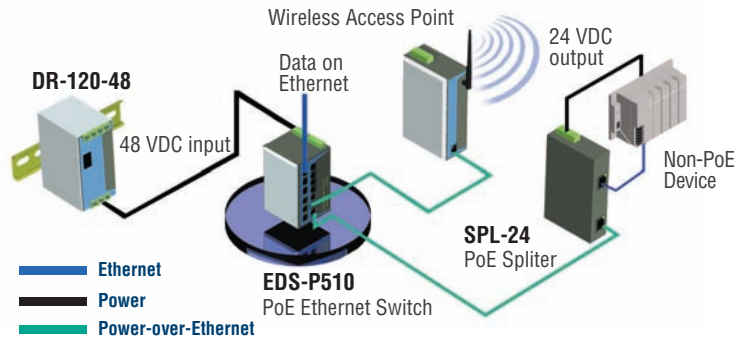 Wireless Access Point
24 VDC
output
Data on
Ethernet
DR-120-48
48 VDC input
Non-PoE
Device
SPL-24
PoE Spliter
EDS-P510
PoE Ethernet Switch
Ethernet
Power
Power-over-Ethernet